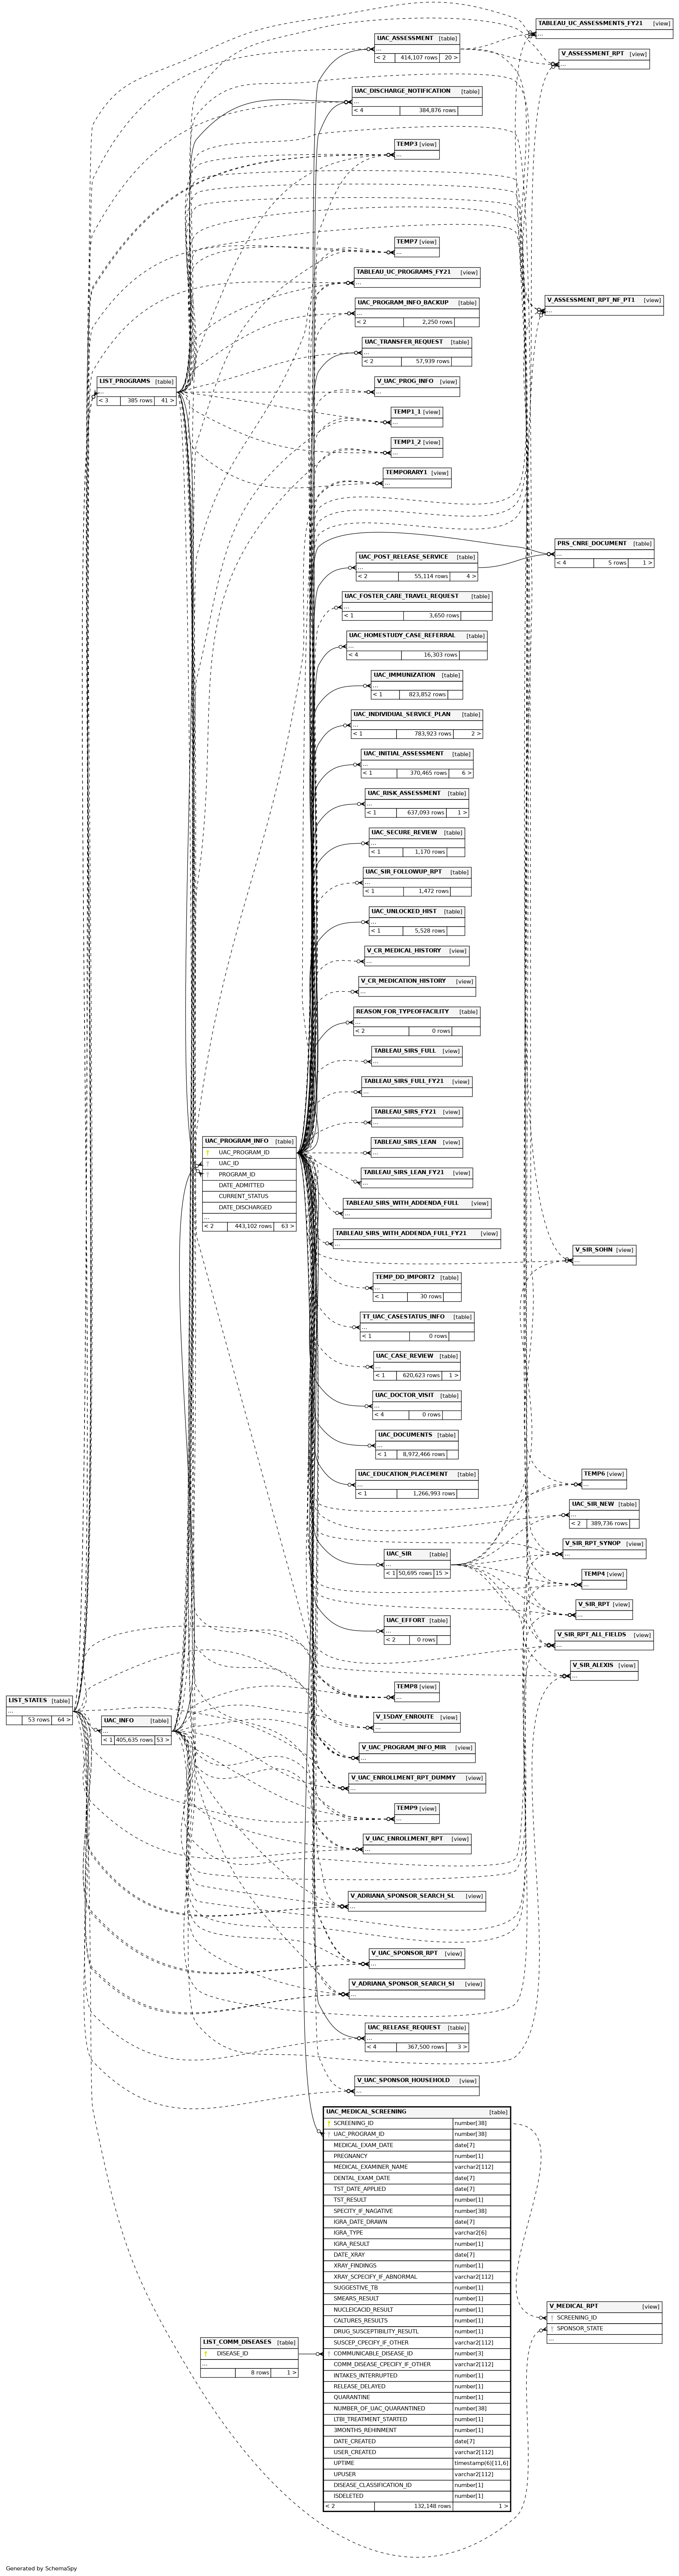 TABLEAU_UC_ASSESSMENTS_FY21 [view]
...
UAC_ASSESSMENT [table]
...
< 2 414,107 rows 20 >
V_ASSESSMENT_RPT [view]
...
UAC_DISCHARGE_NOTIFICATION [table]
...
< 4 384,876 rows
TEMP3 [view]
...
TEMP7 [view]
...
TABLEAU_UC_PROGRAMS_FY21 [view]
...
UAC_PROGRAM_INFO_BACKUP [table]
...
< 2 2,250 rows
V_ASSESSMENT_RPT_NF_PT1 [view]
...
UAC_TRANSFER_REQUEST [table]
...
< 2 57,939 rows
LIST_PROGRAMS [table]
...
< 3 385 rows 41 >
V_UAC_PROG_INFO [view]
...
TEMP1_1 [view]
...
TEMP1_2 [view]
...
TEMPORARY1 [view]
...
PRS_CNRE_DOCUMENT [table]
...
< 4 5 rows 1 >
UAC_POST_RELEASE_SERVICE [table]
...
< 2 55,114 rows 4 >
UAC_FOSTER_CARE_TRAVEL_REQUEST [table]
...
< 1 3,650 rows
UAC_HOMESTUDY_CASE_REFERRAL [table]
...
< 4 16,303 rows
UAC_IMMUNIZATION [table]
...
< 1 823,852 rows
UAC_INDIVIDUAL_SERVICE_PLAN [table]
...
< 1 783,923 rows 2 >
UAC_INITIAL_ASSESSMENT [table]
...
< 1 370,465 rows 6 >
UAC_RISK_ASSESSMENT [table]
...
< 1 637,093 rows 1 >
UAC_SECURE_REVIEW [table]
...
< 1 1,170 rows
UAC_SIR_FOLLOWUP_RPT [table]
...
< 1 1,472 rows
UAC_UNLOCKED_HIST [table]
...
< 1 5,528 rows
V_CR_MEDICAL_HISTORY [view]
...
V_CR_MEDICATION_HISTORY [view]
...
REASON_FOR_TYPEOFFACILITY [table]
...
< 2 0 rows
TABLEAU_SIRS_FULL [view]
...
TABLEAU_SIRS_FULL_FY21 [view]
...
TABLEAU_SIRS_FY21 [view]
...
TABLEAU_SIRS_LEAN [view]
...
TABLEAU_SIRS_LEAN_FY21 [view]
...
UAC_PROGRAM_INFO [table]
UAC_PROGRAM_ID
UAC_ID
PROGRAM_ID
DATE_ADMITTED
CURRENT_STATUS
DATE_DISCHARGED
...
< 2 443,102 rows 63 >
TABLEAU_SIRS_WITH_ADDENDA_FULL [view]
...
TABLEAU_SIRS_WITH_ADDENDA_FULL_FY21 [view]
...
V_SIR_SOHN [view]
...
TEMP_DD_IMPORT2 [table]
...
< 1 30 rows
TT_UAC_CASESTATUS_INFO [table]
...
< 1 0 rows
UAC_CASE_REVIEW [table]
...
< 1 620,623 rows 1 >
UAC_DOCTOR_VISIT [table]
...
< 4 0 rows
UAC_DOCUMENTS [table]
...
< 1 8,972,466 rows
UAC_EDUCATION_PLACEMENT [table]
...
< 1 1,266,993 rows
TEMP6 [view]
...
UAC_SIR_NEW [table]
...
< 2 389,736 rows
V_SIR_RPT_SYNOP [view]
...
UAC_SIR [table]
...
< 1 50,695 rows 15 >
TEMP4 [view]
...
V_SIR_RPT [view]
...
UAC_EFFORT [table]
...
< 2 0 rows
V_SIR_RPT_ALL_FIELDS [view]
...
V_SIR_ALEXIS [view]
...
TEMP8 [view]
...
LIST_STATES [table]
...
53 rows 64 >
UAC_INFO [table]
...
< 1 405,635 rows 53 >
V_15DAY_ENROUTE [view]
...
V_UAC_PROGRAM_INFO_MIR [view]
...
V_UAC_ENROLLMENT_RPT_DUMMY [view]
...
TEMP9 [view]
...
V_UAC_ENROLLMENT_RPT [view]
...
V_ADRIANA_SPONSOR_SEARCH_SL [view]
...
V_UAC_SPONSOR_RPT [view]
...
V_ADRIANA_SPONSOR_SEARCH_SI [view]
...
UAC_RELEASE_REQUEST [table]
...
< 4 367,500 rows 3 >
V_UAC_SPONSOR_HOUSEHOLD [view]
...
UAC_MEDICAL_SCREENING [table]
SCREENING_ID number[38]
UAC_PROGRAM_ID number[38]
MEDICAL_EXAM_DATE date[7]
PREGNANCY number[1]
MEDICAL_EXAMINER_NAME varchar2[112]
DENTAL_EXAM_DATE date[7]
TST_DATE_APPLIED date[7]
TST_RESULT number[1]
SPECITY_IF_NAGATIVE number[38]
IGRA_DATE_DRAWN date[7]
IGRA_TYPE varchar2[6]
IGRA_RESULT number[1]
DATE_XRAY date[7]
XRAY_FINDINGS number[1]
XRAY_SCPECIFY_IF_ABNORMAL varchar2[112]
SUGGESTIVE_TB number[1]
SMEARS_RESULT number[1]
NUCLEICACID_RESULT number[1]
CALTURES_RESULTS number[1]
DRUG_SUSCEPTIBILITY_RESUTL number[1]
SUSCEP_CPECIFY_IF_OTHER varchar2[112]
COMMUNICABLE_DISEASE_ID number[3]
COMM_DISEASE_CPECIFY_IF_OTHER varchar2[112]
INTAKES_INTERRUPTED number[1]
RELEASE_DELAYED number[1]
QUARANTINE number[1]
NUMBER_OF_UAC_QUARANTINED number[38]
LTBI_TREATMENT_STARTED number[1]
3MONTHS_REHINMENT number[1]
DATE_CREATED date[7]
USER_CREATED varchar2[112]
UPTIME timestamp(6)[11,6]
UPUSER varchar2[112]
DISEASE_CLASSIFICATION_ID number[1]
ISDELETED number[1]
< 2 132,148 rows 1 >
V_MEDICAL_RPT [view]
SCREENING_ID
SPONSOR_STATE
...
LIST_COMM_DISEASES [table]
DISEASE_ID
...
8 rows 1 >
Generated by SchemaSpy